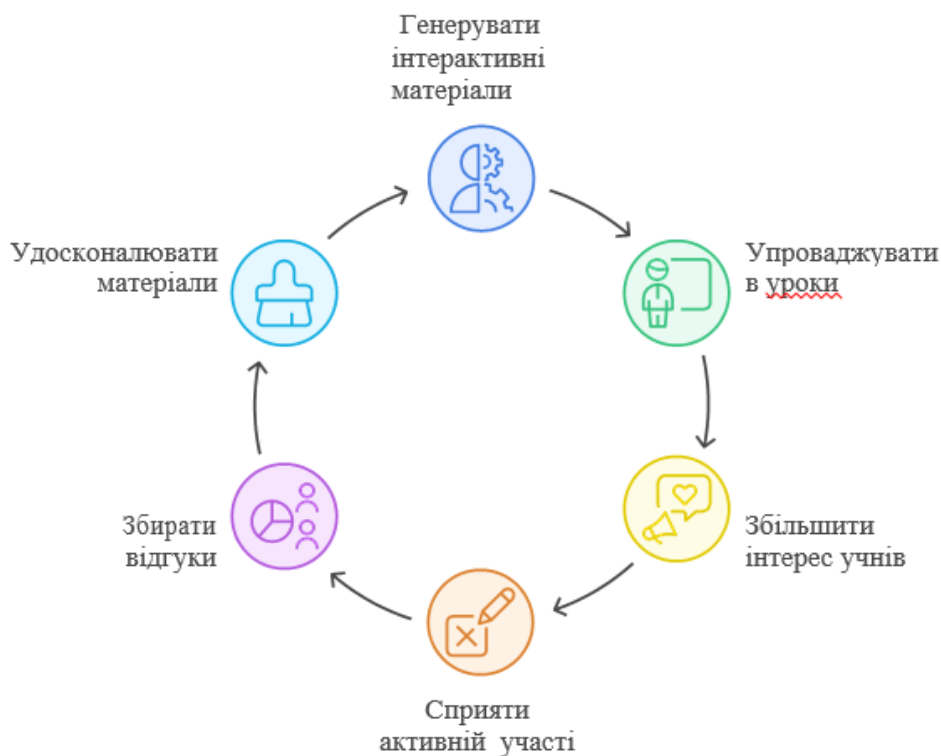 Генерувати
інтерактивні
матеріали
Упроваджувати
в уроки
Збільшити
інтерес учнів
Сприяти
активній участі
Збирати
відгуки
Удосконалювати
матеріали